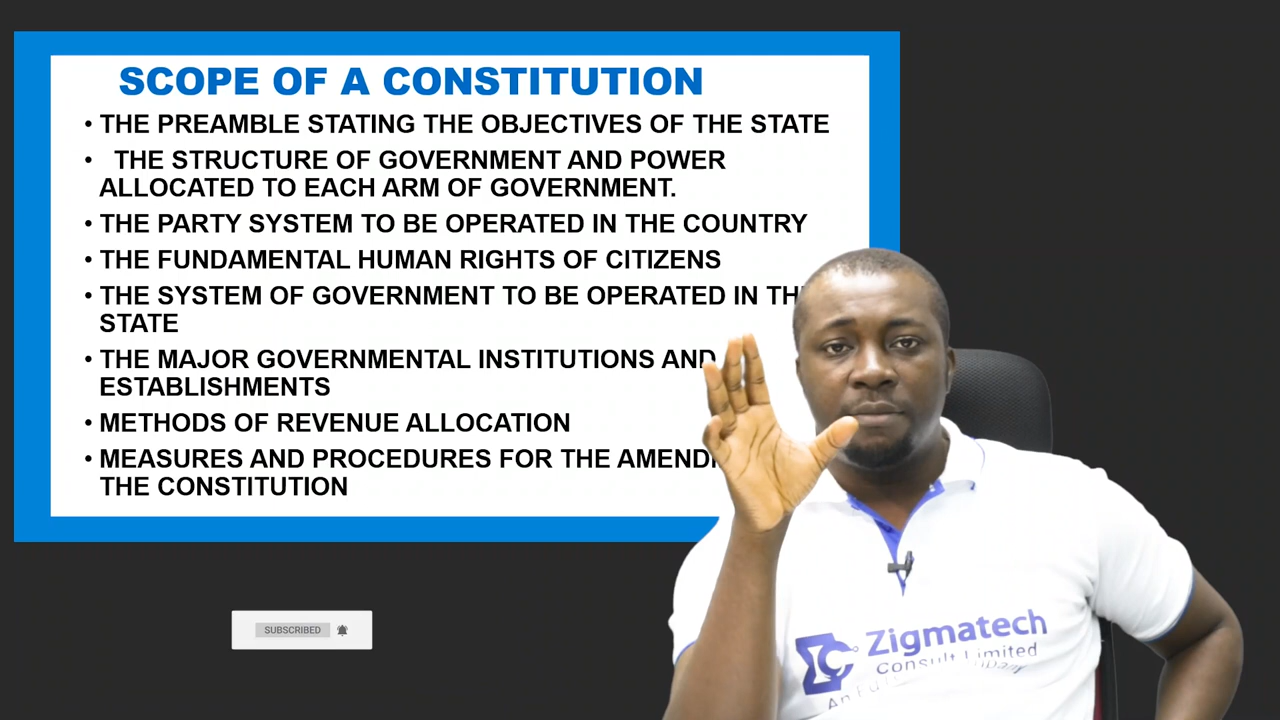 SCOPE OF A CONSTITUTION
• THE PREAMBLE STATING THE OBJECTIVES OF THE STATE
• THE STRUCTURE OF GOVERNMENT AND POWER
ALLOCATED TO EACH ARM OF GOVERNMENT.
• THE PARTY SYSTEM TO BE OPERATED IN THE COUNTRY
• THE FUNDAMENTAL HUMAN RIGHTS OF CITIZENS
• THE SYSTEM OF GOVERNMENT TO BE OPERATED IN
STATE
• THE MAJOR GOVERNMENTAL INSTITUTIONS AND
ESTABLISHMENTS
• METHODS OF REVENUE ALLOCATION
• MEASURES AND PROCEDURES FOR THE
THE CONSTITUTION
SUBSCRIBED
Zigmatech
Consult Limited
An